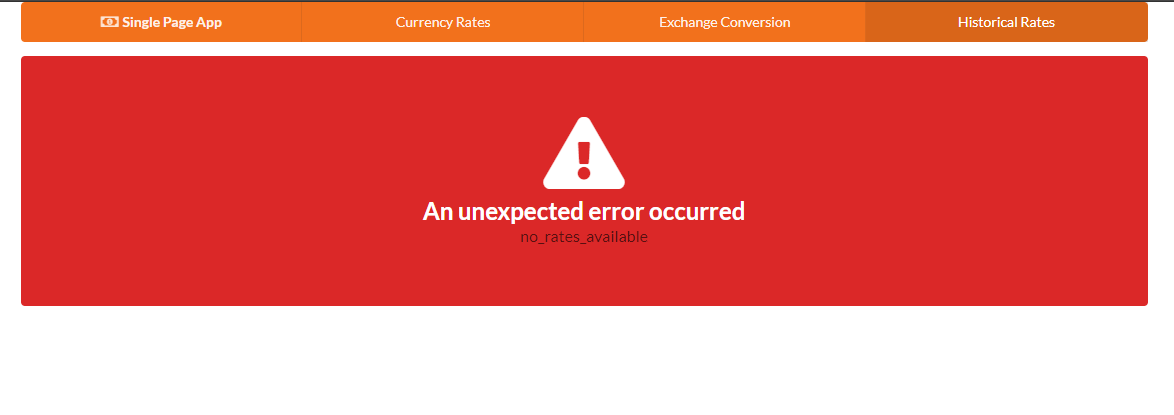 Single Page App
Currency Rates
Exchange Conversion
Historical Rates
An unexpected error occurred
no_rates_available